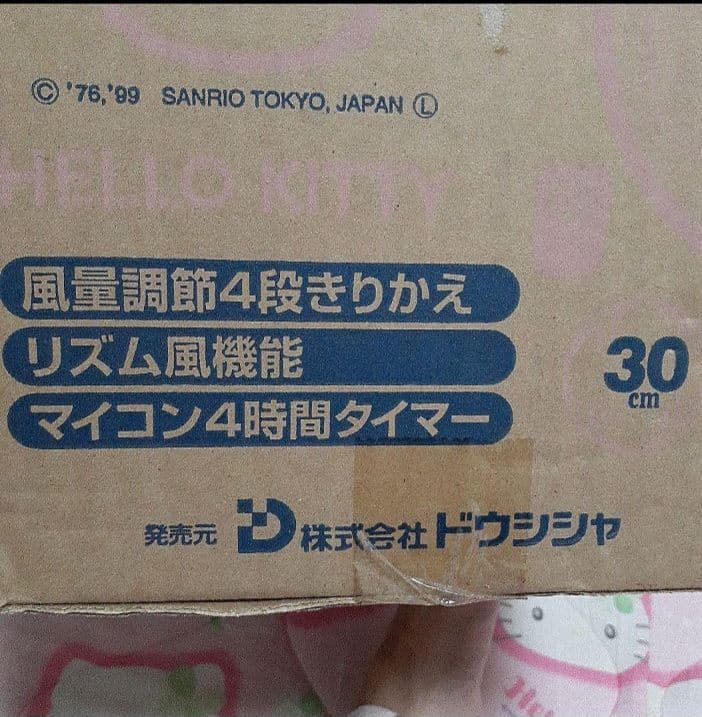 © '76,'99 SANRIO TOKYO, JAPAN Ⓛ
HELLO KITTY
風量調節4段きりかえ
リズム風機能
マイコン4時間タイマー
30
cm
発売元 株式会社ドウシシャ